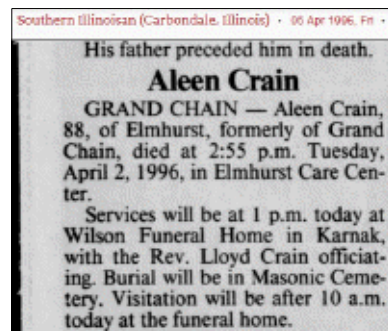 Southern Illinoisan (Carbondale, Illinois) · 05 Apr 1996, Fri ·
His father preceded him in death.
Aleen Crain
GRAND CHAIN — Aleen Crain,
88, of Elmhurst, formerly of Grand
Chain, died at 2:55 p.m. Tuesday,
April 2, 1996, in Elmhurst Care Cen-
ter.
Services will be at 1 p.m. today at
Wilson Funeral Home in Karnak,
with the Rev. Lloyd Crain officiat-
ing. Burial will be in Masonic Ceme-
tery. Visitation will be after 10 a.m.
today at the funeral home.